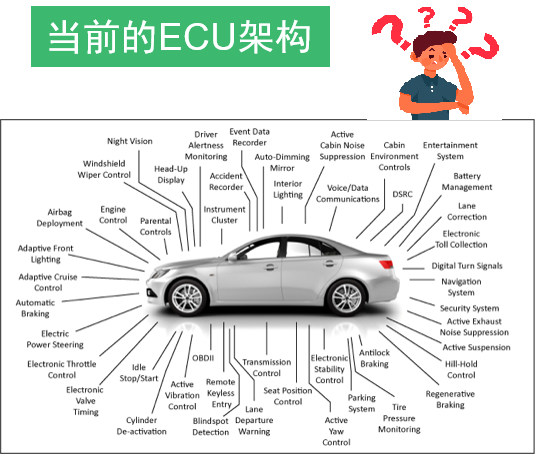 当前的ECU架构
Night Vision
Driver
Alertness
Monitoring
Event Data
Recorder
Active
Cabin Noise
Suppression
Cabin
Environment
Controls
Entertainment
System
Windshield
Wiper Control
Head-Up
Display
Accident
Recorder
Auto-Dimming
Mirror
Interior
Lighting
Voice/Data
Communications
DSRC
Battery
Management
Airbag
Deployment
Engine
Control
Parental
Controls
Instrument
Cluster
Lane
Correction
Electronic
Toll Collection
Adaptive Front
Lighting
Digital Turn Signals
Adaptive Cruise
Control
Navigation
System
Automatic
Braking
Security System
Active Exhaust
Noise Suppression
Electric
Power Steering
Active Suspension
Electronic Throttle
Control
Idle
Stop/Start
OBDII
Transmission
Control
Electronic
Stability
Control
Antilock
Braking
Hill-Hold
Control
Electronic
Valve
Timing
Active
Vibration
Control
Remote
Keyless
Entry
Seat Position
Control
Parking
System
Regenerative
Braking
Cylinder
De-activation
Blindspot
Detection
Lane
Departure
Warning
Active
Yaw
Control
Tire
Pressure
Monitoring